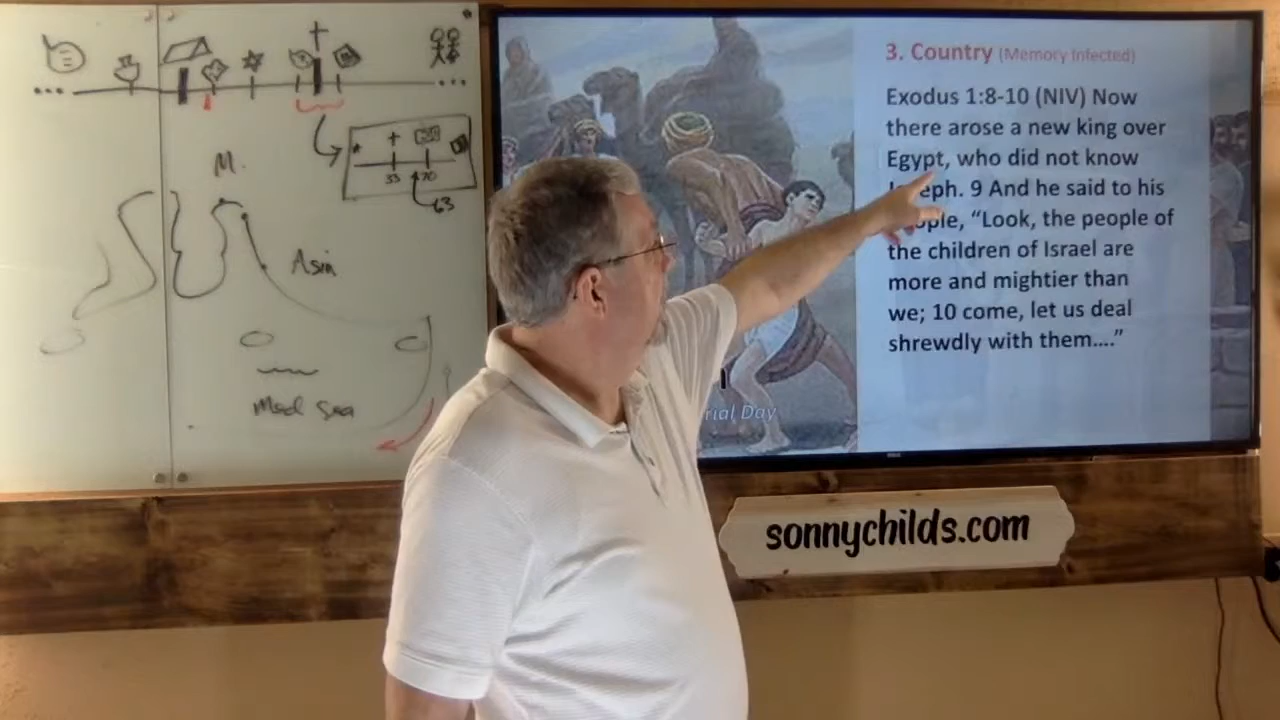 M.
33 70
63
Asia
Med Sea
3. Country (Memory Infected)
Exodus 1:8-10 (NIV) Now
there arose a new king over
Egypt, who did not know
eph. 9 And he said to his
ople, “Look, the people of
the children of Israel are
more and mightier than
we; 10 come, let us deal
shrewdly with them....”
rial Day
sonnychilds.com